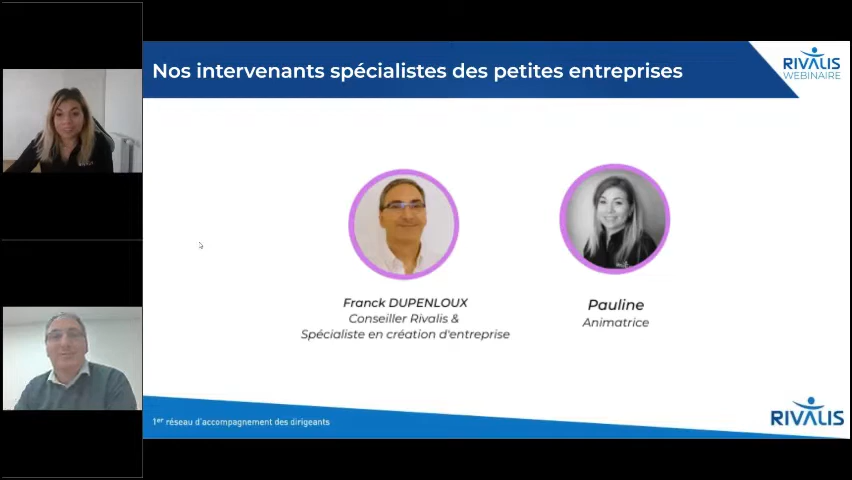 Nos intervenants spécialistes des petites entreprises
RIVALIS
WEBINAIRE
Franck DUPENLOUX
Conseiller Rivalis &
Spécialiste en création d'entreprise
Pauline
Animatrice
1er réseau d'accompagnement des dirigeants
RIVALIS